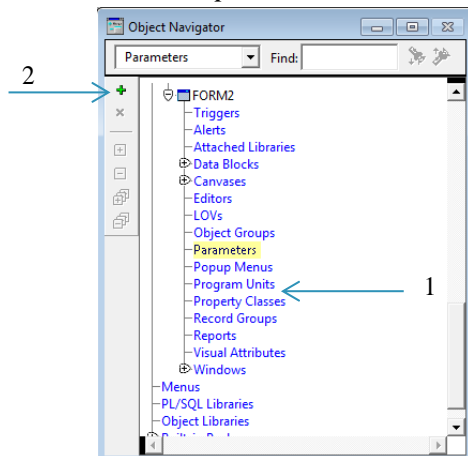 Object Navigator
Parameters Find:
2
FORM2
Triggers
Alerts
Attached Libraries
Data Blocks
Canvases
Editors
LOVs
Object Groups
Parameters
Popup Menus
Program Units
1
Property Classes
Record Groups
Reports
Visual Attributes
Windows
Menus
PL/SQL Libraries
Object Libraries